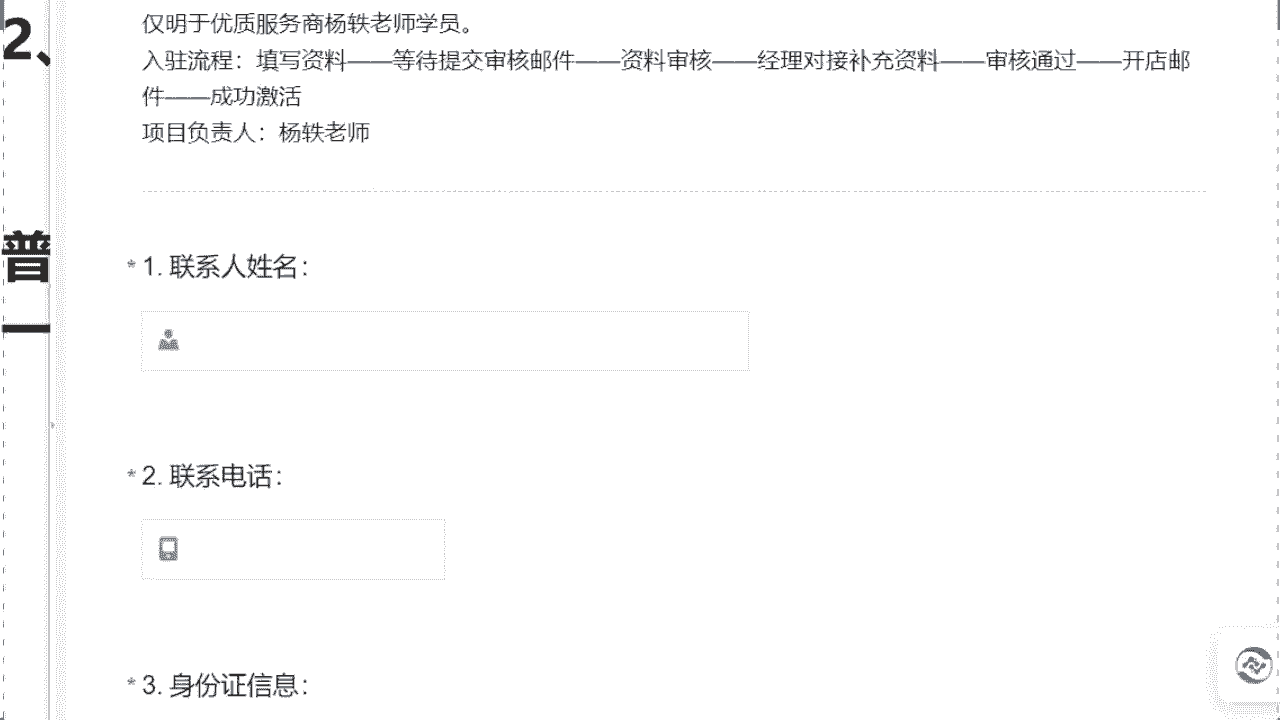 2、
仅明于优质服务商杨轶老师学员。
入驻流程：填写资料——等待提交审核邮件——资料审核——经理对接补充资料——审核通过——开店邮
件——成功激活
项目负责人：杨轶老师
普
* 1. 联系人姓名：
* 2. 联系电话：
* 3. 身份证信息：